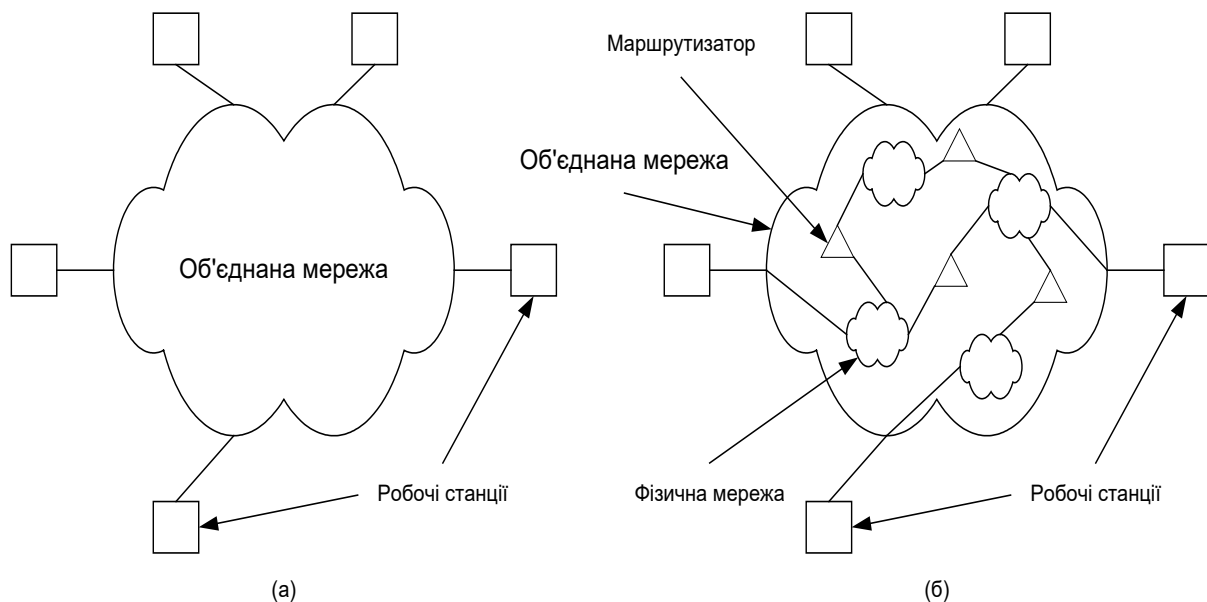 Маршрутизатор
Об'єднана мережа
Об'єднана мережа
Робочі станції
Фізична мережа
Робочі станції
(а)
(б)